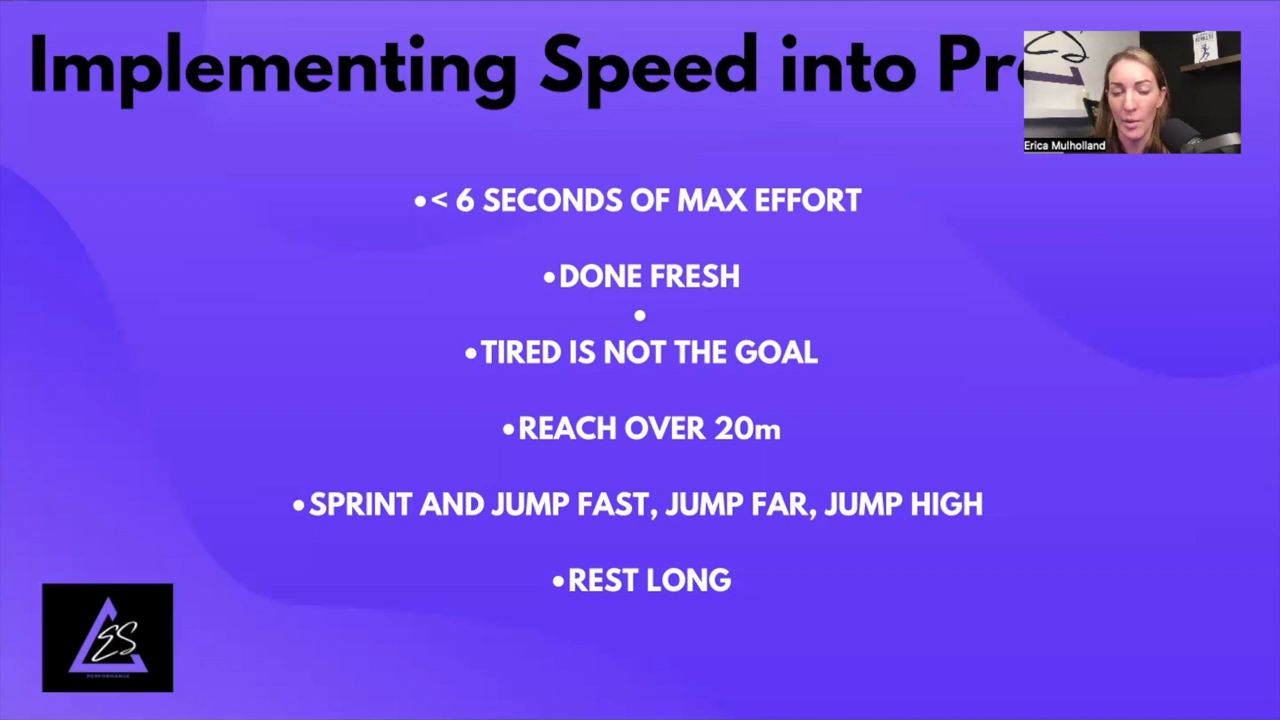 Implementing Speed into Pr
Erica Mulholland
•< 6 SECONDS OF MAX EFFORT
•DONE FRESH
•
•TIRED IS NOT THE GOAL
•REACH OVER 20m
•SPRINT AND JUMP FAST, JUMP FAR, JUMP HIGH
•REST LONG
ES
PERFORMANCE